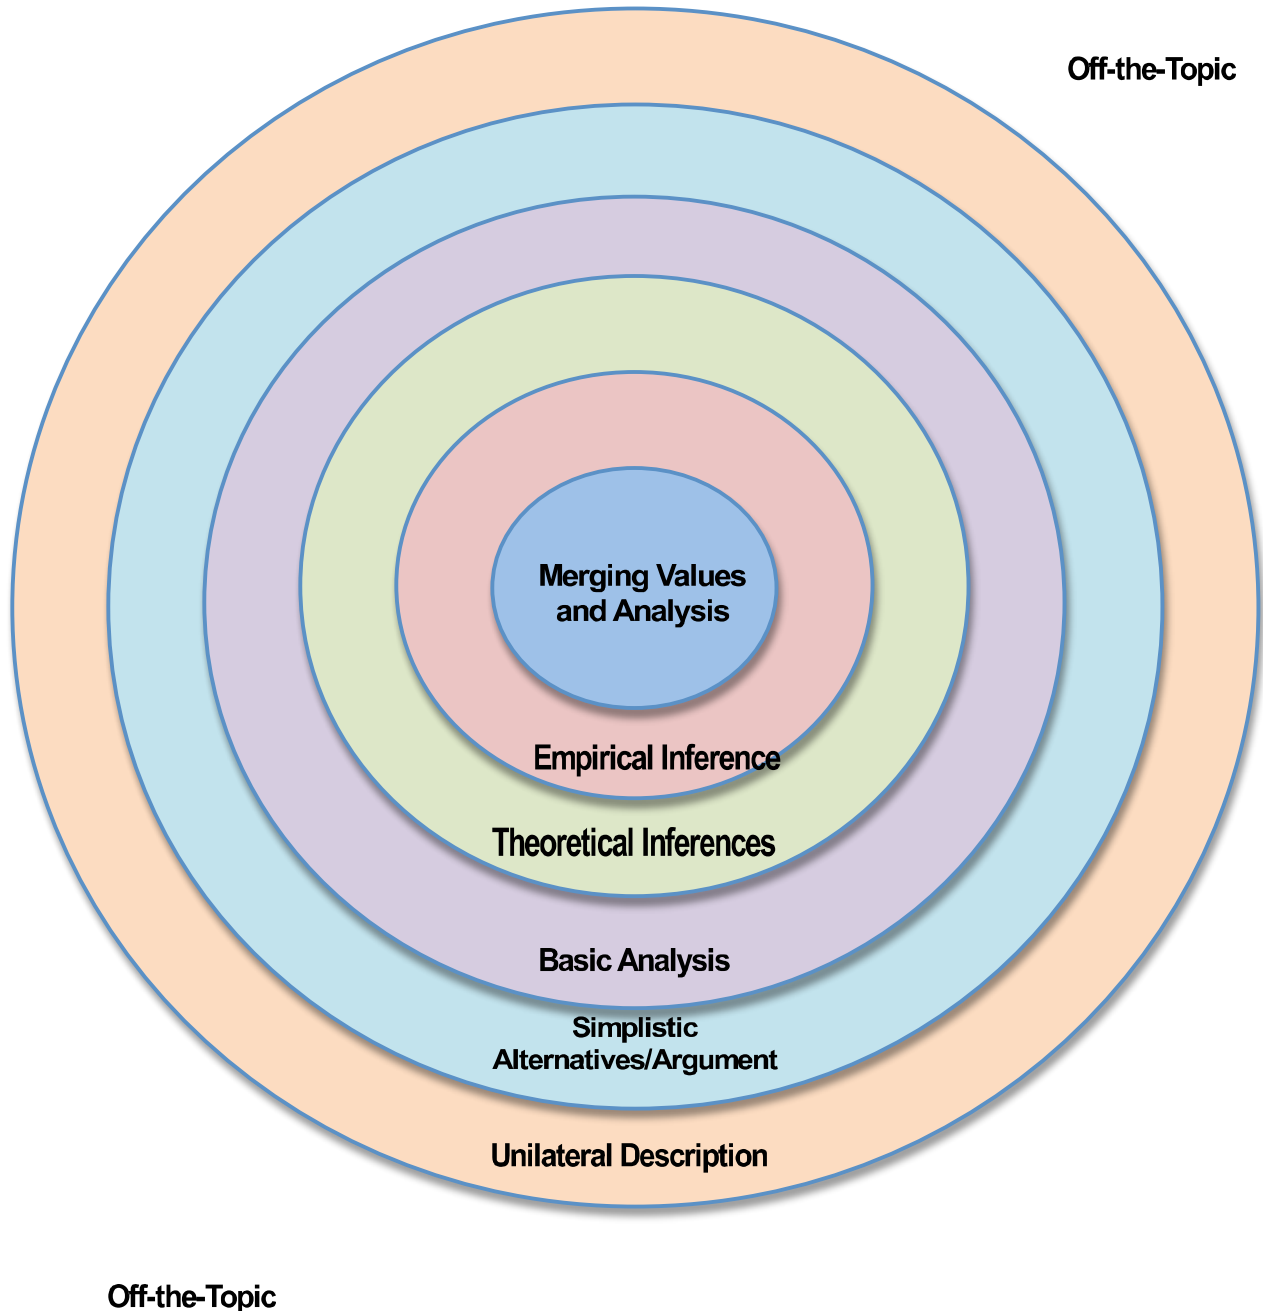 Off-the-Topic
Merging Values
and Analysis
Empirical Inference
Theoretical Inferences
Basic Analysis
Simplistic
Alternatives/Argument
Unilateral Description
Off-the-Topic